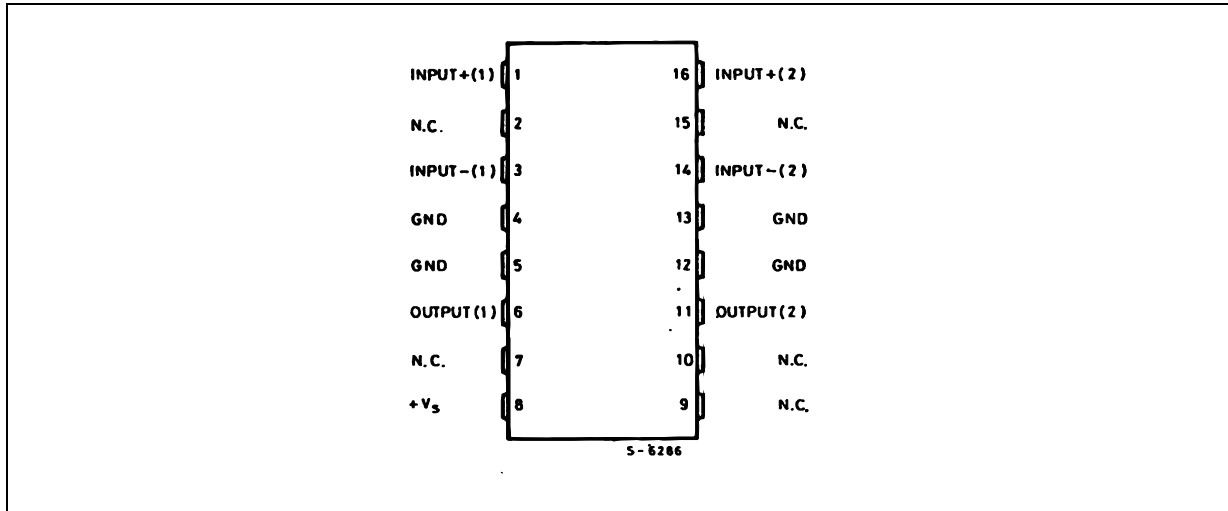 INPUT+(1) 1 16 INPUT+(2)
N.C. 2 15 N.C.
INPUT-(1) 3 14 INPUT-(2)
GND 4 13 GND
GND 5 12 GND
OUTPUT(1) 6 11 OUTPUT(2)
N.C. 7 10 N.C.
+Vs 8 9 N.C.
S-6286